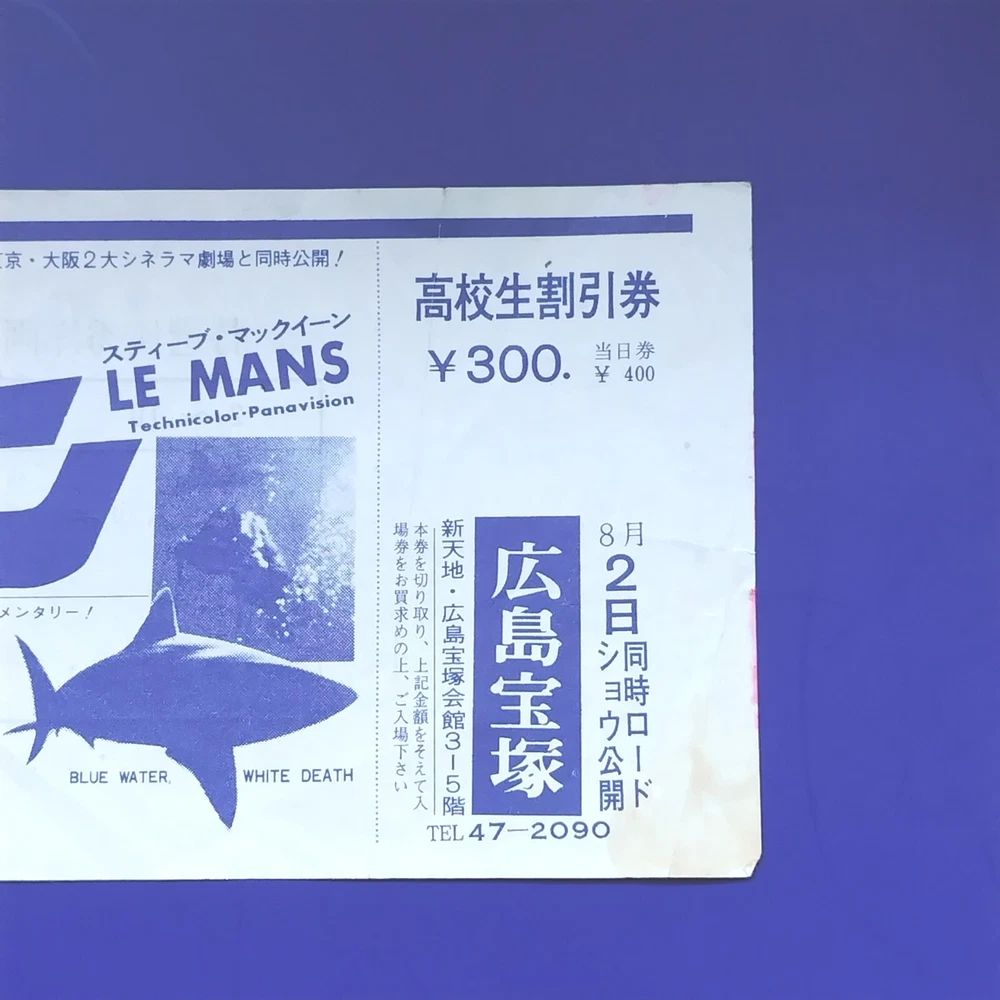 京・大阪2大シネラマ劇場と同時公開!
スティーブ・マックイーン
LE MANS
Technicolor・Panavision
メンタリー!
BLUE WATER, WHITE DEATH
高校生割引券
¥300.
当日券
¥ 400
8月
2日
同時ロード
ショウ公開
広島宝塚
新天地・広島宝塚会館3−5階
本券を切り取り、上記金額をそえて入
場券をお買求めの上、ご入場下さい
TEL 47−2090